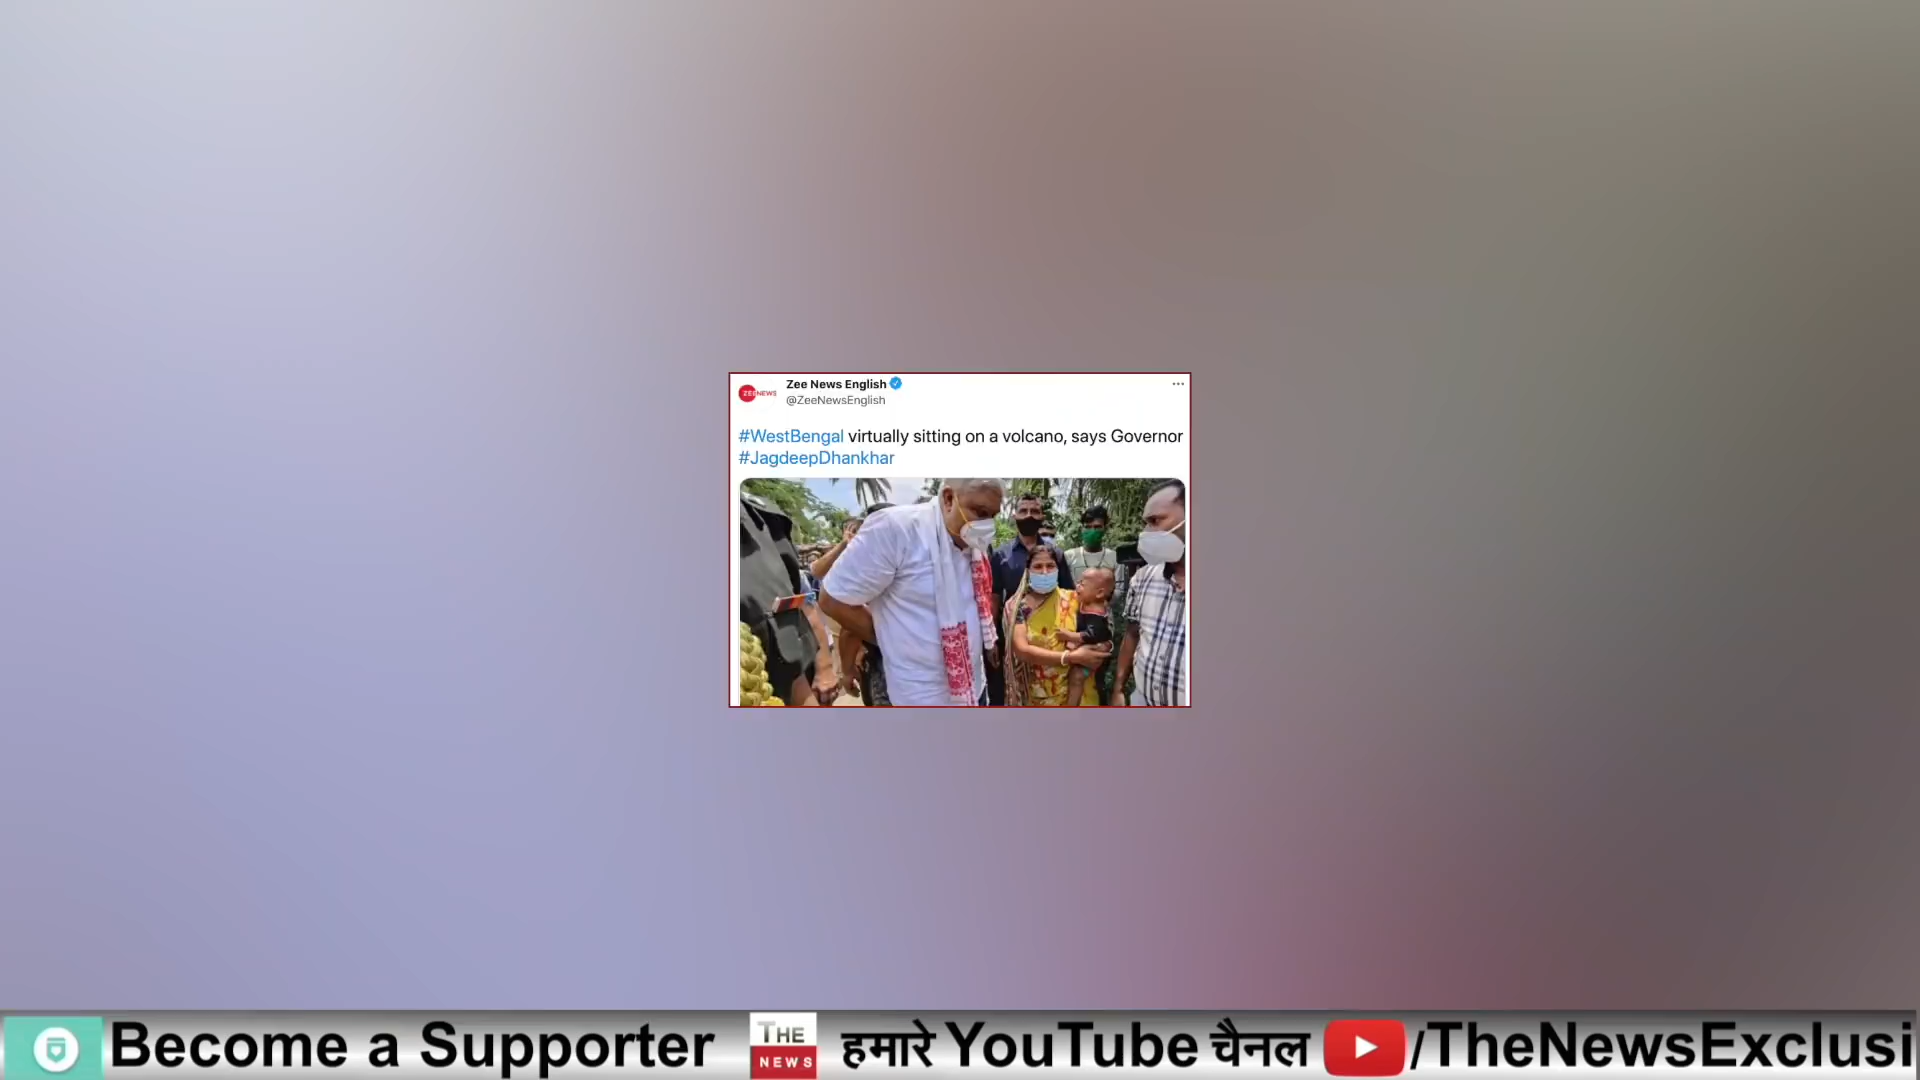 ZEENEWS
Zee News English
@ZeeNewsEnglish
#WestBengal virtually sitting on a volcano, says Governor
#JagdeepDhankhar
Become a Supporter THE NEWS हमारे YouTube चैनल /TheNewsExclusi